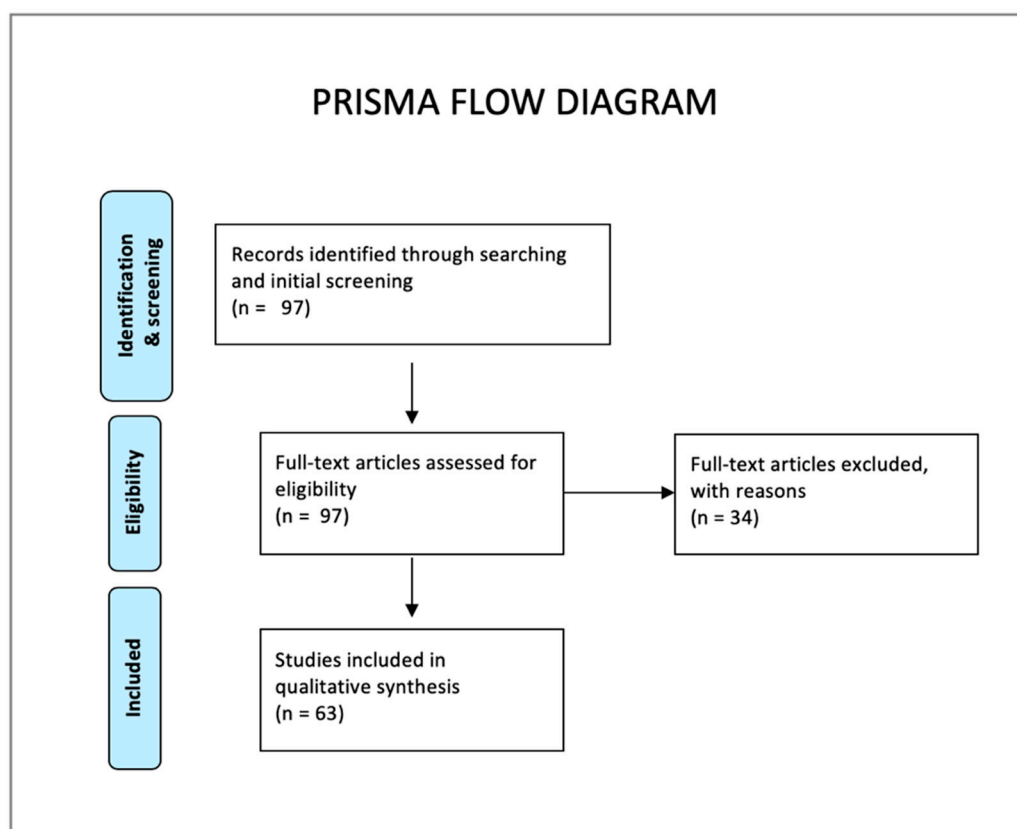 PRISMA FLOW DIAGRAM
Identification
& screening
Records identified through searching
and initial screening
(n =   97)
Eligibility
Full-text articles assessed for
eligibility
(n =  97)
Full-text articles excluded,
with reasons
(n = 34)
Included
Studies included in
qualitative synthesis
(n = 63)